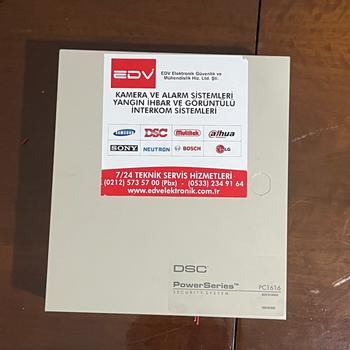 EDV
EDV Elektronik Güvenlik ve
Mühendislik Hiz. Ltd. Şti.
KAMERA VE ALARM SİSTEMLERİ
YANGIN İHBAR VE GÖRÜNTÜLÜ
INTERKOM SİSTEMLERİ
SAMSUNG DSC Multitek alhua
SONY NEUTRON BOSCH LG
7/24 TEKNİK SERVİS HİZMETLERİ
(0212) 573 57 00 (Pbx) - (0533) 234 91 64
www.edvelektronik.com.tr
DSC
PowerSeries™ PC1616
SECURITY SYSTEM